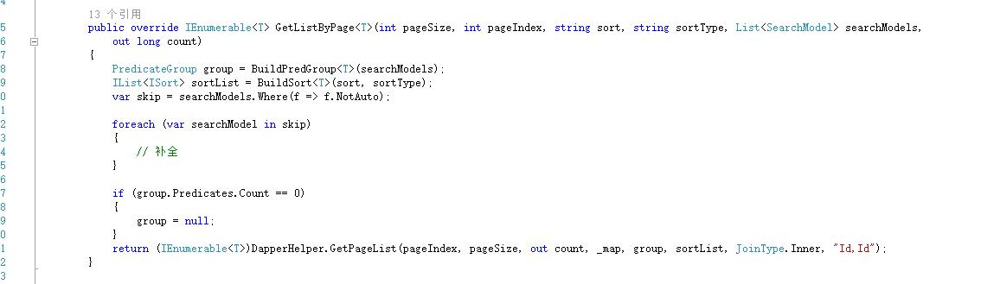 4
13 个引用
5 public override IEnumerable<T> GetListByPage<T>(int pageSize, int pageIndex, string sort, string sortType, List<SearchModel> searchModels,
6 out long count)
7 {
8 PredicateGroup group = BuildPredGroup<T>(searchModels);
9 IList<ISort> sortList = BuildSort<T>(sort, sortType);
0 var skip = searchModels.Where(f => f.NotAuto);
1
2 foreach (var searchModel in skip)
3 {
4 // 补全
5 }
6
7 if (group.Predicates.Count == 0)
8 {
9 group = null;
0 }
1 return (IEnumerable<T>)DapperHelper.GetPageList(pageIndex, pageSize, out count, _map, group, sortList, JoinType.Inner, "Id,Id");
2 }
3